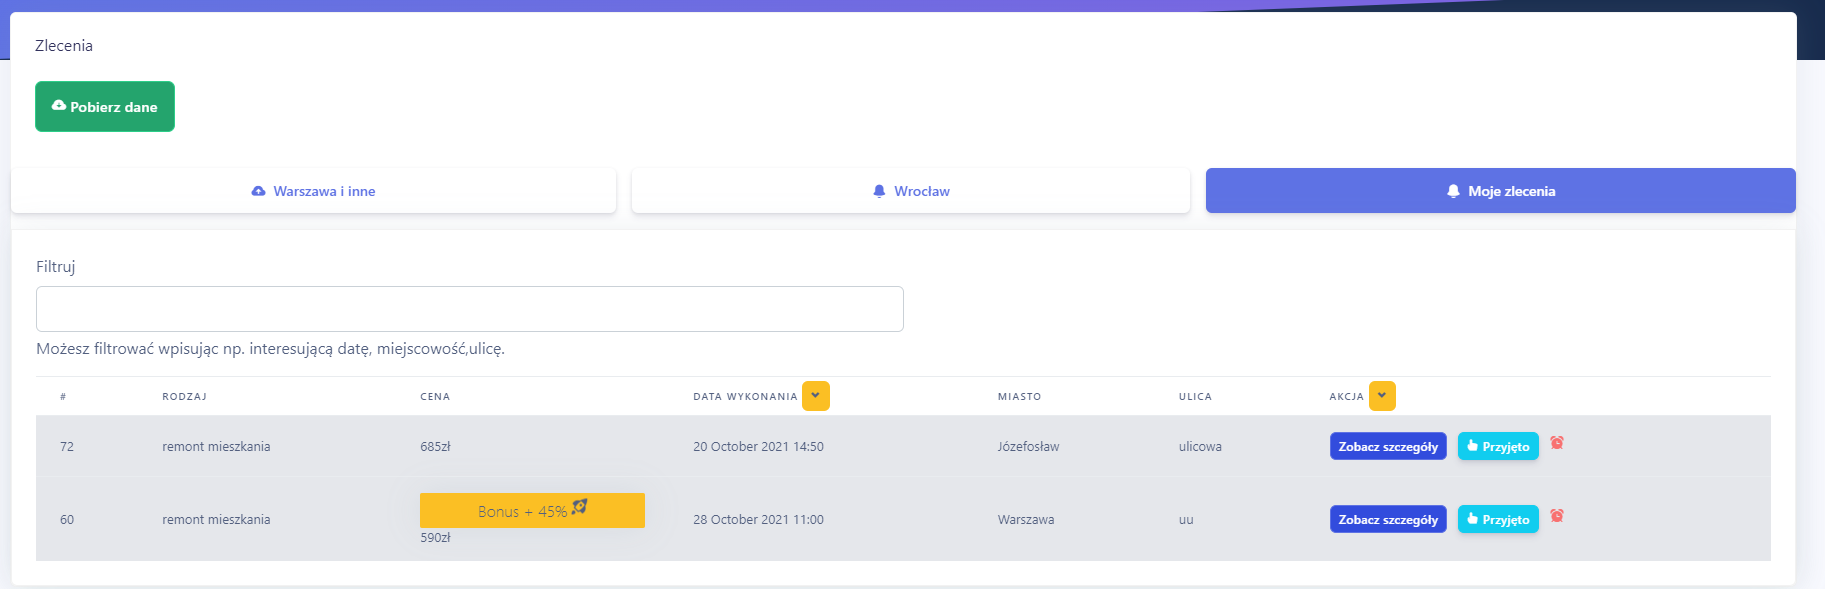 Zlecenia
Pobierz dane
Warszawa i inne
Wrocław
Moje zlecenia
Filtruj
Możesz filtrować wpisując np. interesującą datę, miejscowość,ulicę.
# RODZAJ CENA DATA WYKONANIA MIASTO ULICA AKCJA
72 remont mieszkania 685zł 20 October 2021 14:50 Józefosław ulicowa Zobacz szczegóły Przyjęto
Bonus + 45%
60 remont mieszkania 590zł 28 October 2021 11:00 Warszawa uu Zobacz szczegóły Przyjęto